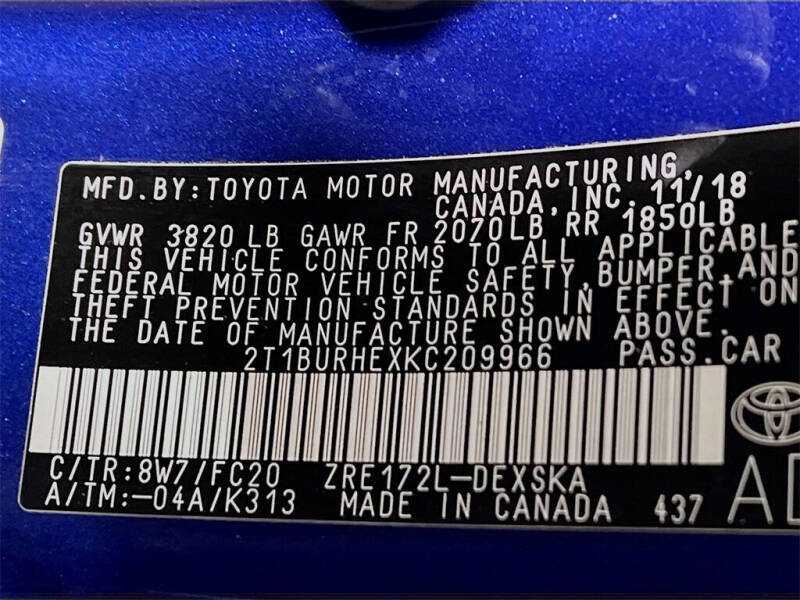 MFD.BY:TOYOTA MOTOR MANUFACTURING,
CANADA, INC. 11/18
GVWR 3820 LB GAWR FR 2070LB RR 1850LB
THIS VEHICLE CONFORMS TO ALL APPLICABLE
FEDERAL MOTOR VEHICLE SAFETY, BUMPER, AND
THEFT PREVENTION STANDARDS IN EFFECT ON
THE DATE OF MANUFACTURE SHOWN ABOVE.
2T1BURHEXKC209966 PASS.CAR
C/TR:8W7/FC20 ZRE172L-DEXSKA
A/TM:-04A/K313 MADE IN CANADA 437